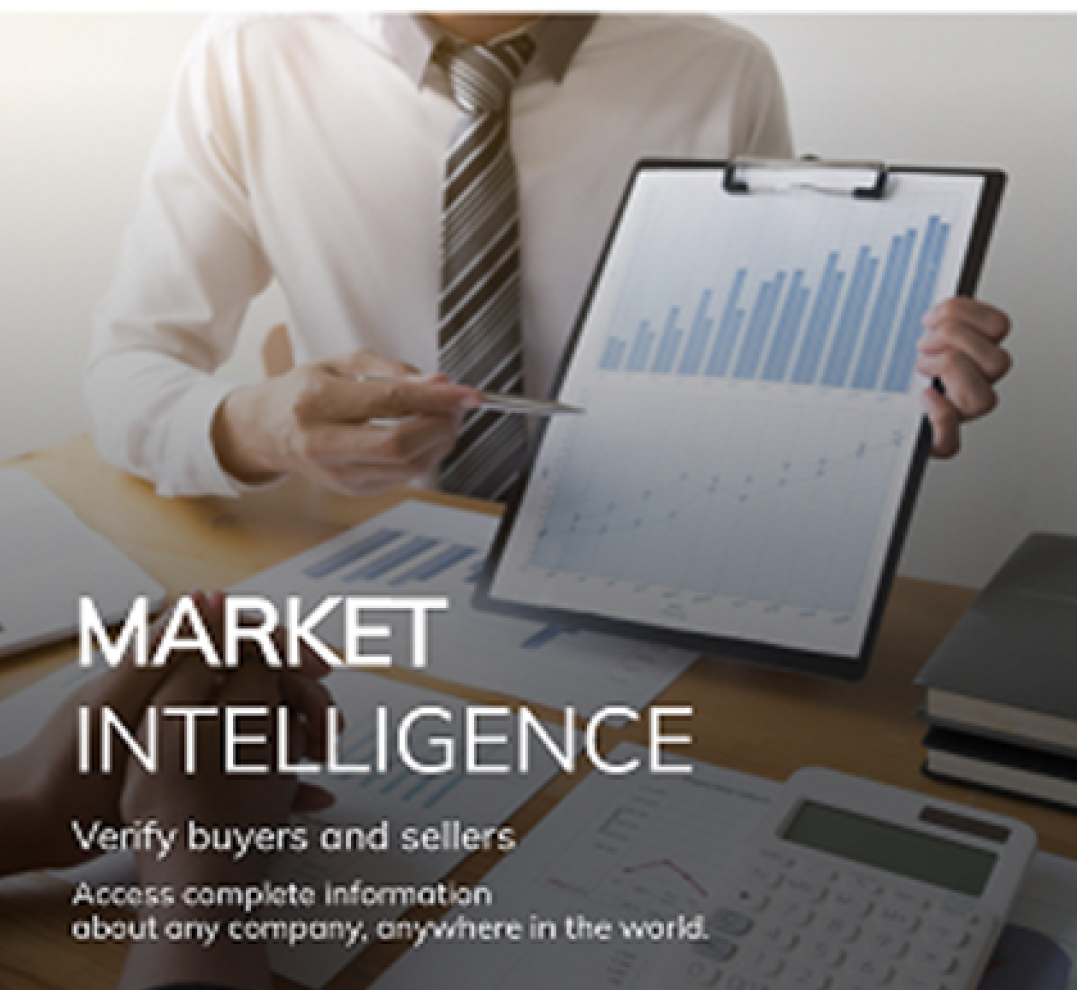 MARKET
INTELLIGENCE
Verify buyers and sellers
Access complete information
about any company, anywhere in the world.